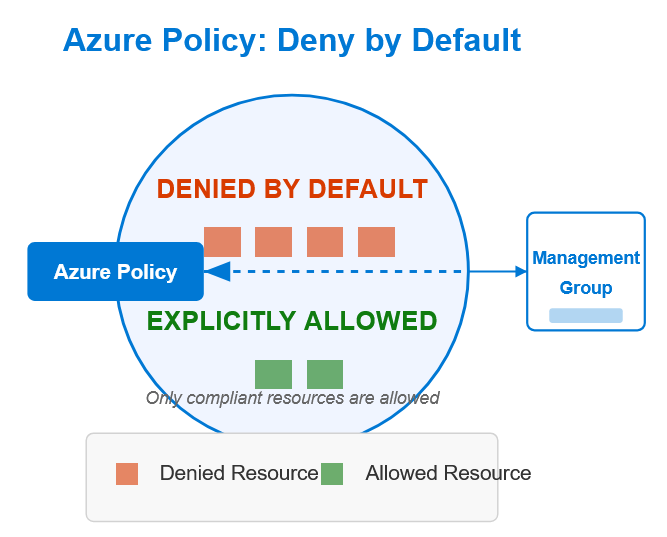 Azure Policy: Deny by Default
DENIED BY DEFAULT
Azure Policy
Management
Group
EXPLICITLY ALLOWED
Only compliant resources are allowed
Denied Resource
Allowed Resource